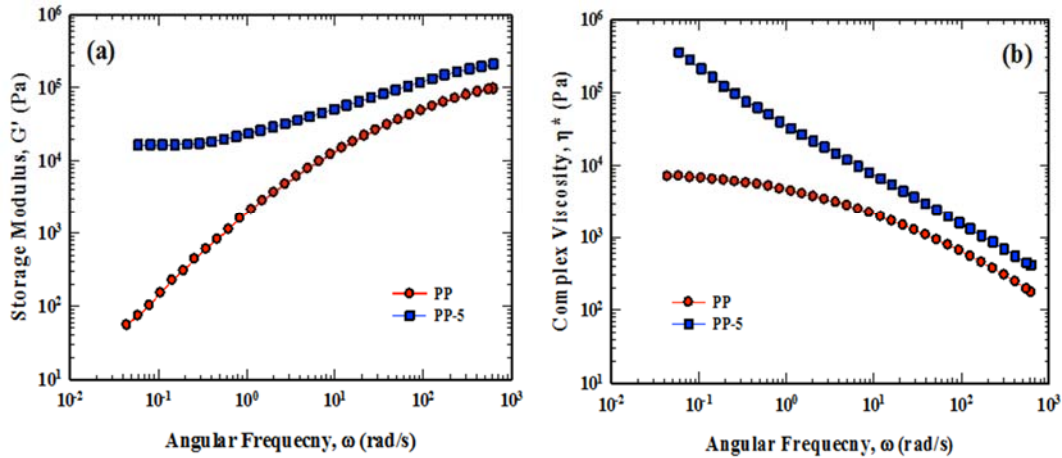 (a)
Storage Modulus, G' (Pa)
10^6
10^5
10^4
10^3
10^2
10^1
PP
PP-5
10^-2 10^-1 10^0 10^1 10^2 10^3
Angular Frequecny, ω (rad/s)
(b)
Complex Viscosity, η* (Pa)
10^6
10^5
10^4
10^3
10^2
10^1
PP
PP-5
10^-2 10^-1 10^0 10^1 10^2 10^3
Angular Frequecny, ω (rad/s)